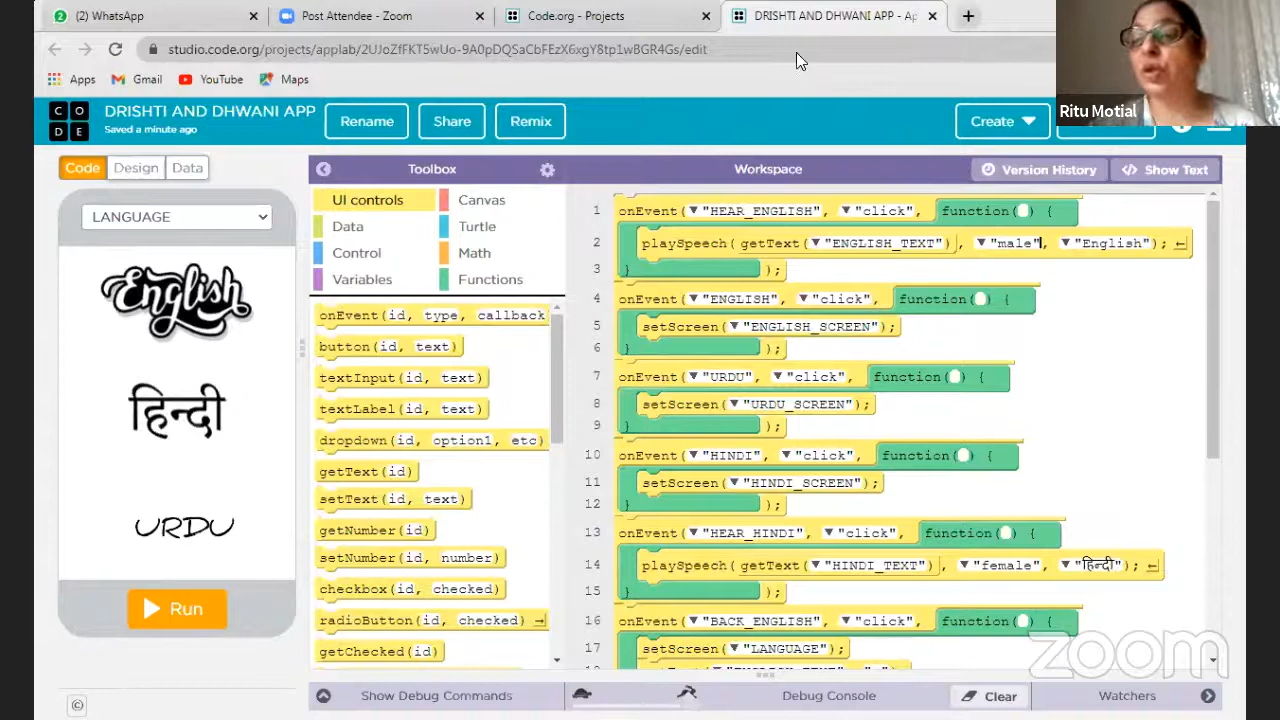 (2) WhatsApp
Post Attendee - Zoom
Code.org - Projects
DRISHTI AND DHWANI APP - Ap
studio.code.org/projects/applab/2UJoZfFKT5wUo-9A0pDQSaCbFEzX6xgY8tp1wBGR4Gs/edit
Apps
Gmail
YouTube
Maps
Ritu Motial
C O
D E
DRISHTI AND DHWANI APP
Saved a minute ago
Rename
Share
Remix
Create
Code
Design
Data
Toolbox
Workspace
Version History
Show Text
LANGUAGE
English
हिन्दी
URDU
Run
UI controls
Canvas
Data
Turtle
Control
Math
Variables
Functions
onEvent(id, type, callback
button(id, text)
textInput(id, text)
textLabel(id, text)
dropdown(id, option1, etc)
getText(id)
setText(id, text)
getNumber(id)
setNumber(id, number)
checkbox(id, checked)
radioButton(id, checked)
getChecked(id)
1 onEvent("HEAR_ENGLISH", "click", function() {
2 playSpeech(getText("ENGLISH_TEXT"), "male", "English");
3 });
4 onEvent("ENGLISH", "click", function() {
5 setScreen("ENGLISH_SCREEN");
6 });
7 onEvent("URDU", "click", function() {
8 setScreen("URDU_SCREEN");
9 });
10 onEvent("HINDI", "click", function() {
11 setScreen("HINDI_SCREEN");
12 });
13 onEvent("HEAR_HINDI", "click", function() {
14 playSpeech(getText("HINDI_TEXT"), "female", "हिन्दी");
15 });
16 onEvent("BACK_ENGLISH", "click", function() {
17 setScreen("LANGUAGE");
zoom
Show Debug Commands
Debug Console
Clear
Watchers
©